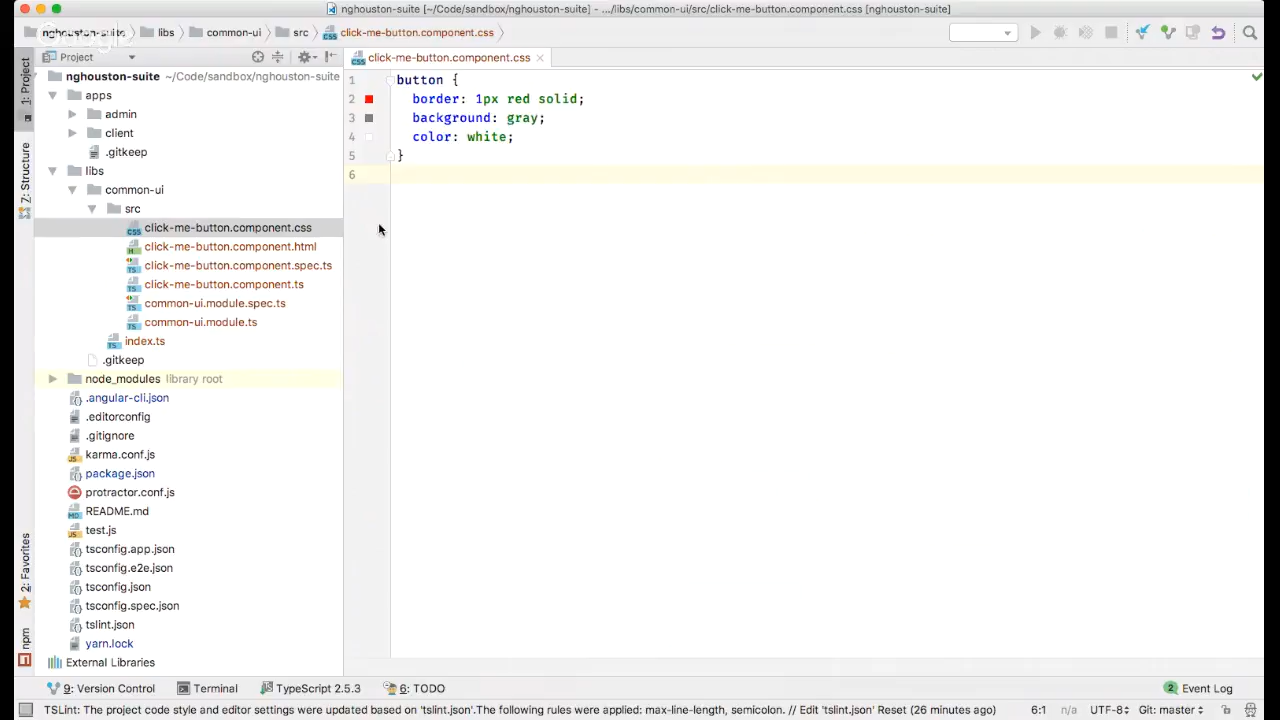 nghouston-suite [~/Code/sandbox/nghouston-suite] - .../libs/common-ui/src/click-me-button.component.css [nghouston-suite]
nghouston-suite libs common-ui src click-me-button.component.css
Project
click-me-button.component.css
1: Project
Z: Structure
2: Favorites
npm
nghouston-suite ~/Code/sandbox/nghouston-suite
apps
admin
client
.gitkeep
libs
common-ui
src
click-me-button.component.css
click-me-button.component.html
click-me-button.component.spec.ts
click-me-button.component.ts
common-ui.module.spec.ts
common-ui.module.ts
index.ts
.gitkeep
node_modules library root
.angular-cli.json
.editorconfig
.gitignore
karma.conf.js
package.json
protractor.conf.js
README.md
test.js
tsconfig.app.json
tsconfig.e2e.json
tsconfig.json
tsconfig.spec.json
tslint.json
yarn.lock
External Libraries
1 button {
2 border: 1px red solid;
3 background: gray;
4 color: white;
5 }
6
9: Version Control Terminal TypeScript 2.5.3 6: TODO 2 Event Log
TSLint: The project code style and editor settings were updated based on 'tslint.json'.The following rules were applied: max-line-length, semicolon. // Edit 'tslint.json' Reset (26 minutes ago) 6:1 n/a UTF-8 Git: master